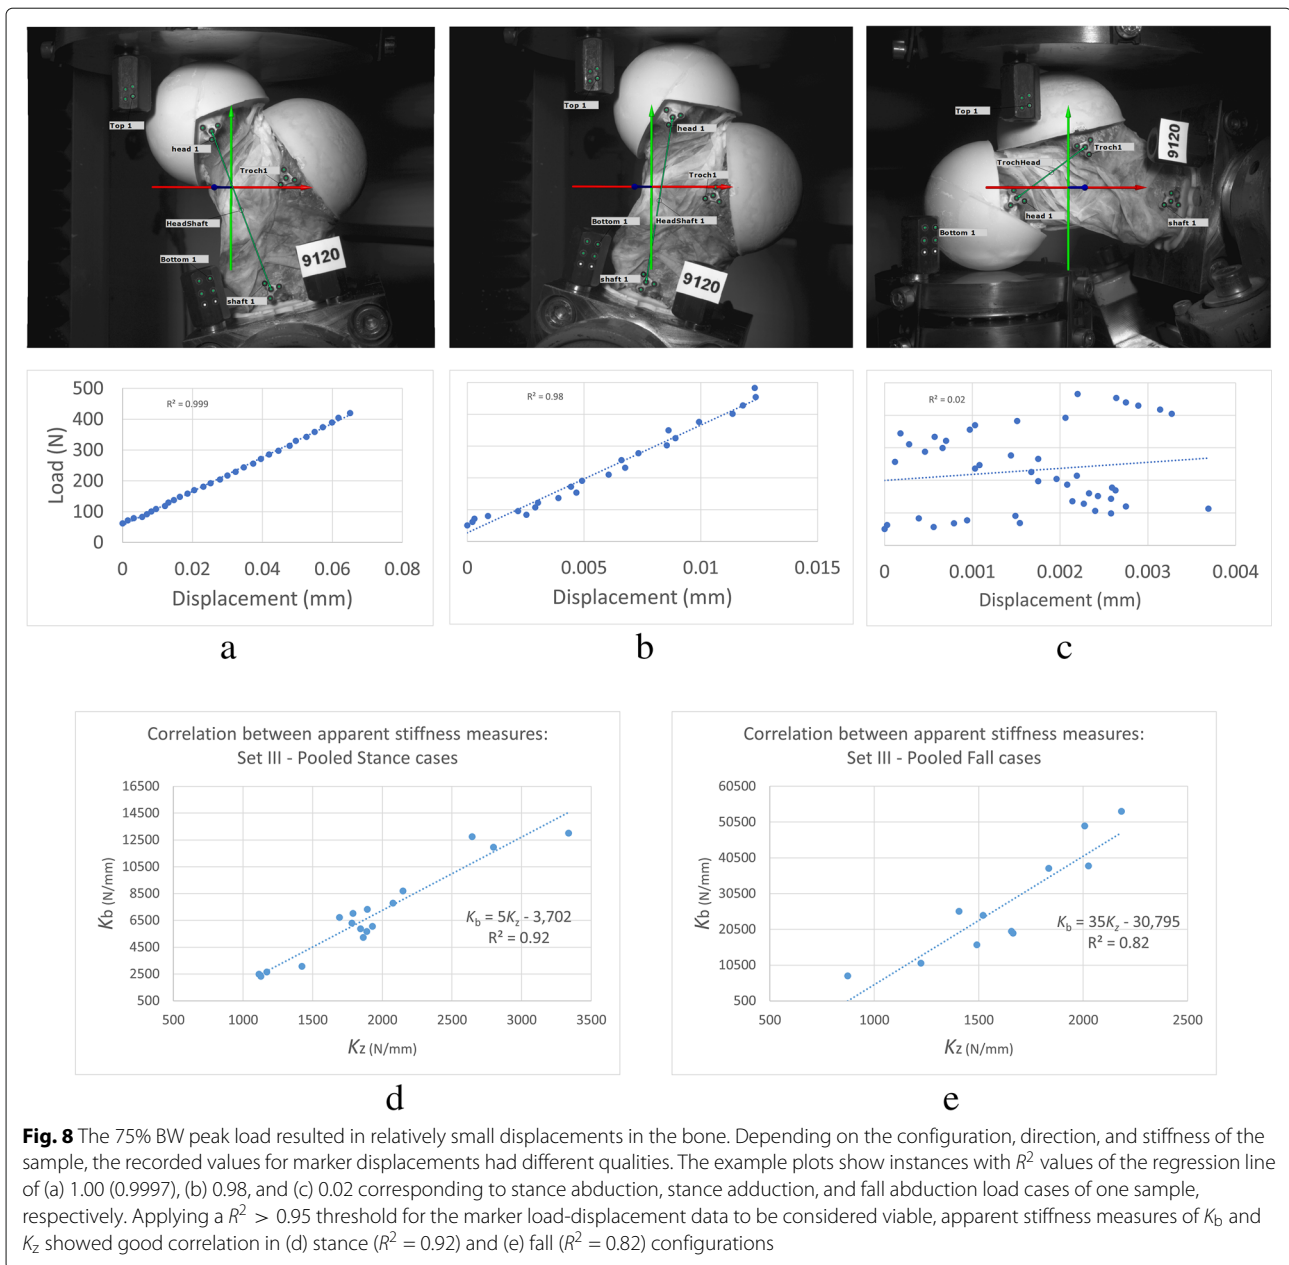 Top 1
head 1
Troch1
HeadShaft
Bottom 1
shaft 1
9120
Top 1
head 1
Troch1
Bottom 1
HeadShaft 1
shaft 1
9120
Top 1
9120
Troch1
TrochHead
head 1
shaft 1
Bottom 1
R² = 0.999
500
400
300
200
100
0
Load (N)
0 0.02 0.04 0.06 0.08
Displacement (mm)
R² = 0.98
0 0.005 0.01 0.015
Displacement (mm)
R² = 0.02
0 0.001 0.002 0.003 0.004
Displacement (mm)
a b c
Correlation between apparent stiffness measures:
Set III - Pooled Stance cases
16500
14500
12500
10500
8500
6500
4500
2500
500
Kb (N/mm)
Kb = 5Kz - 3,702
R² = 0.92
500 1000 1500 2000 2500 3000 3500
Kz (N/mm)
d
Correlation between apparent stiffness measures:
Set III - Pooled Fall cases
60500
50500
40500
30500
20500
10500
500
Kb (N/mm)
Kb = 35Kz - 30,795
R² = 0.82
500 1000 1500 2000 2500
Kz (N/mm)
e
Fig. 8 The 75% BW peak load resulted in relatively small displacements in the bone. Depending on the configuration, direction, and stiffness of the
sample, the recorded values for marker displacements had different qualities. The example plots show instances with R² values of the regression line
of (a) 1.00 (0.9997), (b) 0.98, and (c) 0.02 corresponding to stance abduction, stance adduction, and fall abduction load cases of one sample,
respectively. Applying a R² > 0.95 threshold for the marker load-displacement data to be considered viable, apparent stiffness measures of Kb and
Kz showed good correlation in (d) stance (R² = 0.92) and (e) fall (R² = 0.82) configurations